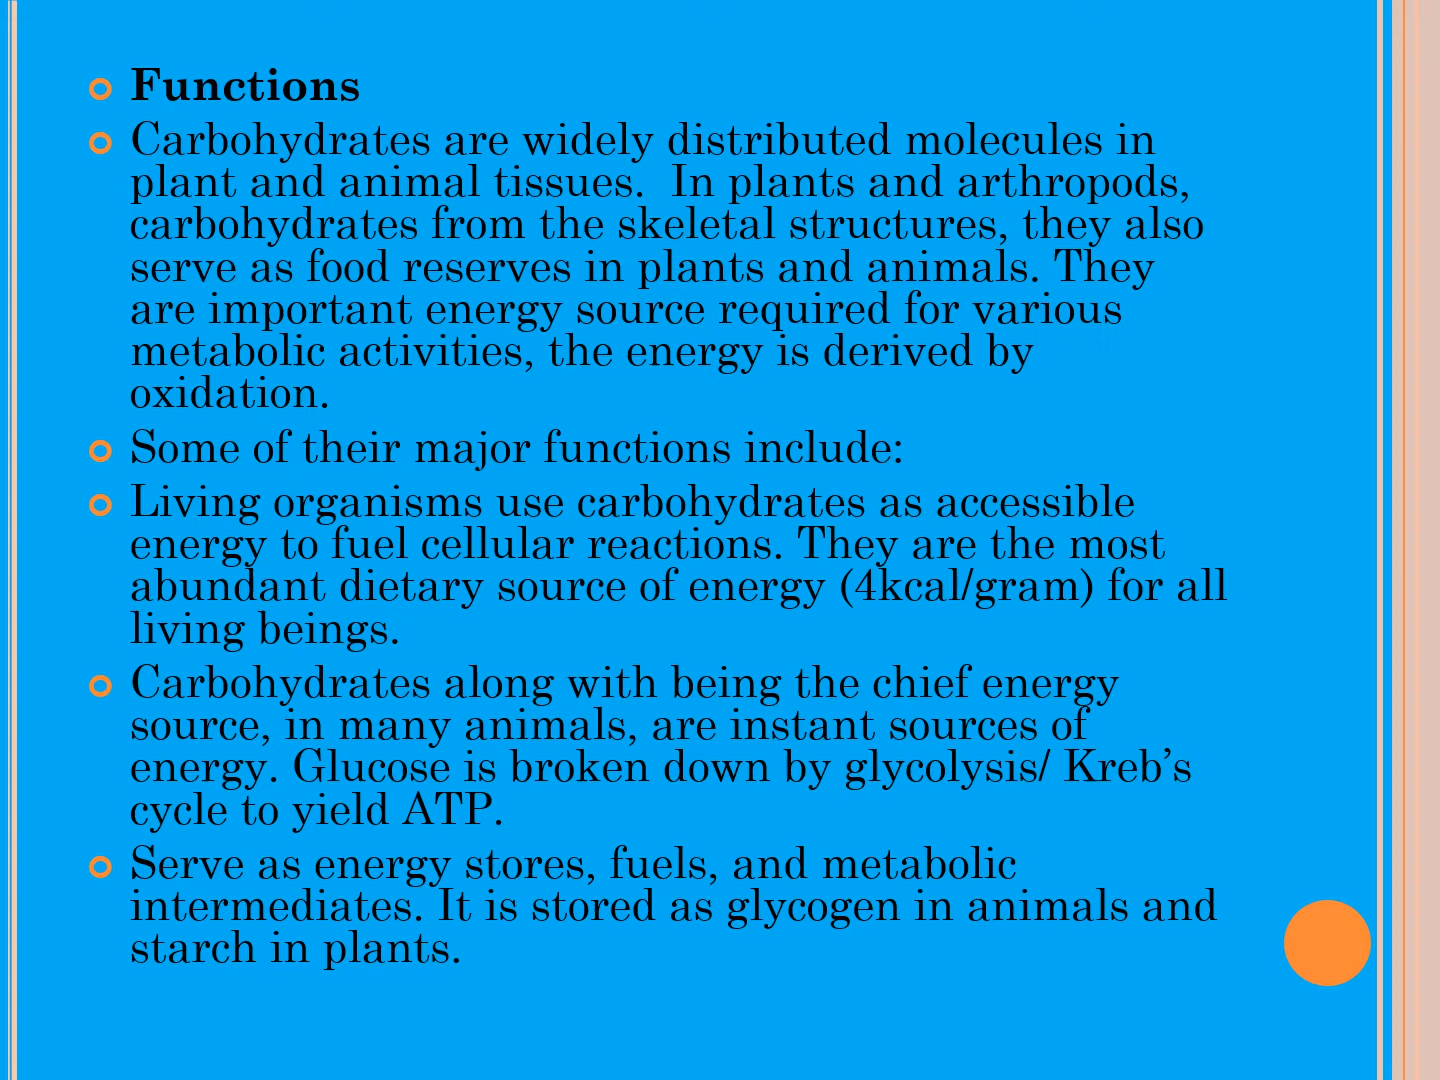 Functions
Carbohydrates are widely distributed molecules in
plant and animal tissues.  In plants and arthropods,
carbohydrates from the skeletal structures, they also
serve as food reserves in plants and animals. They
are important energy source required for various
metabolic activities, the energy is derived by
oxidation.
Some of their major functions include:
Living organisms use carbohydrates as accessible
energy to fuel cellular reactions. They are the most
abundant dietary source of energy (4kcal/gram) for all
living beings.
Carbohydrates along with being the chief energy
source, in many animals, are instant sources of
energy. Glucose is broken down by glycolysis/ Kreb’s
cycle to yield ATP.
Serve as energy stores, fuels, and metabolic
intermediates. It is stored as glycogen in animals and
starch in plants.